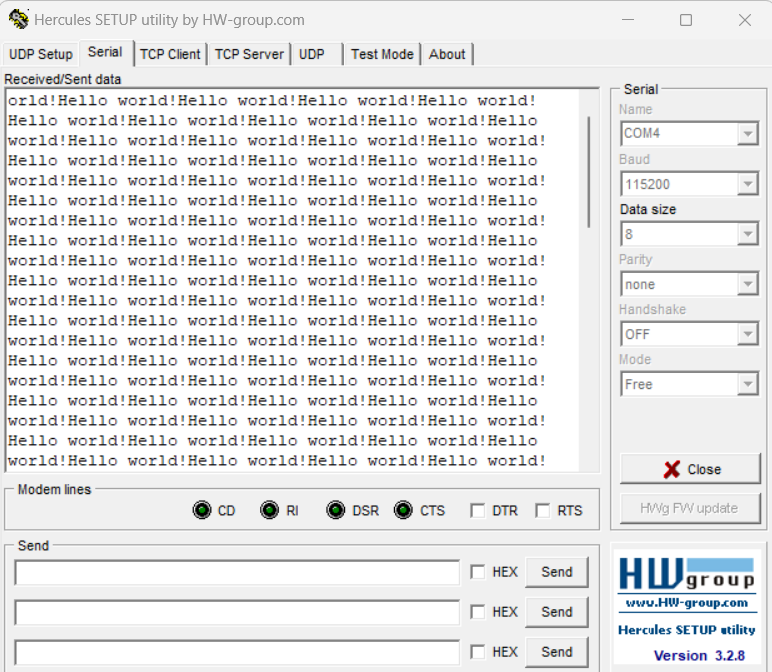 Hercules SETUP utility by HW-group.com
UDP Setup Serial TCP Client TCP Server UDP Test Mode About
Received/Sent data
orld!Hello world!Hello world!Hello world!Hello world!
Hello world!Hello world!Hello world!Hello world!Hello
world!Hello world!Hello world!Hello world!Hello world!
Hello world!Hello world!Hello world!Hello world!Hello
world!Hello world!Hello world!Hello world!Hello world!
Hello world!Hello world!Hello world!Hello world!Hello
world!Hello world!Hello world!Hello world!Hello world!
Hello world!Hello world!Hello world!Hello world!Hello
world!Hello world!Hello world!Hello world!Hello world!
Hello world!Hello world!Hello world!Hello world!Hello
world!Hello world!Hello world!Hello world!Hello world!
Hello world!Hello world!Hello world!Hello world!Hello
world!Hello world!Hello world!Hello world!Hello world!
Hello world!Hello world!Hello world!Hello world!Hello
world!Hello world!Hello world!Hello world!Hello world!
Hello world!Hello world!Hello world!Hello world!Hello
world!Hello world!Hello world!Hello world!Hello world!
Hello world!Hello world!Hello world!Hello world!Hello
world!Hello world!Hello world!Hello world!Hello world!
Serial
Name
COM4
Baud
115200
Data size
8
Parity
none
Handshake
OFF
Mode
Free
Close
HWg FW update
Modem lines
CD RI DSR CTS DTR RTS
Send
HEX Send
HEX Send
HEX Send
HW group
www.HW-group.com
Hercules SETUP utility
Version 3.2.8